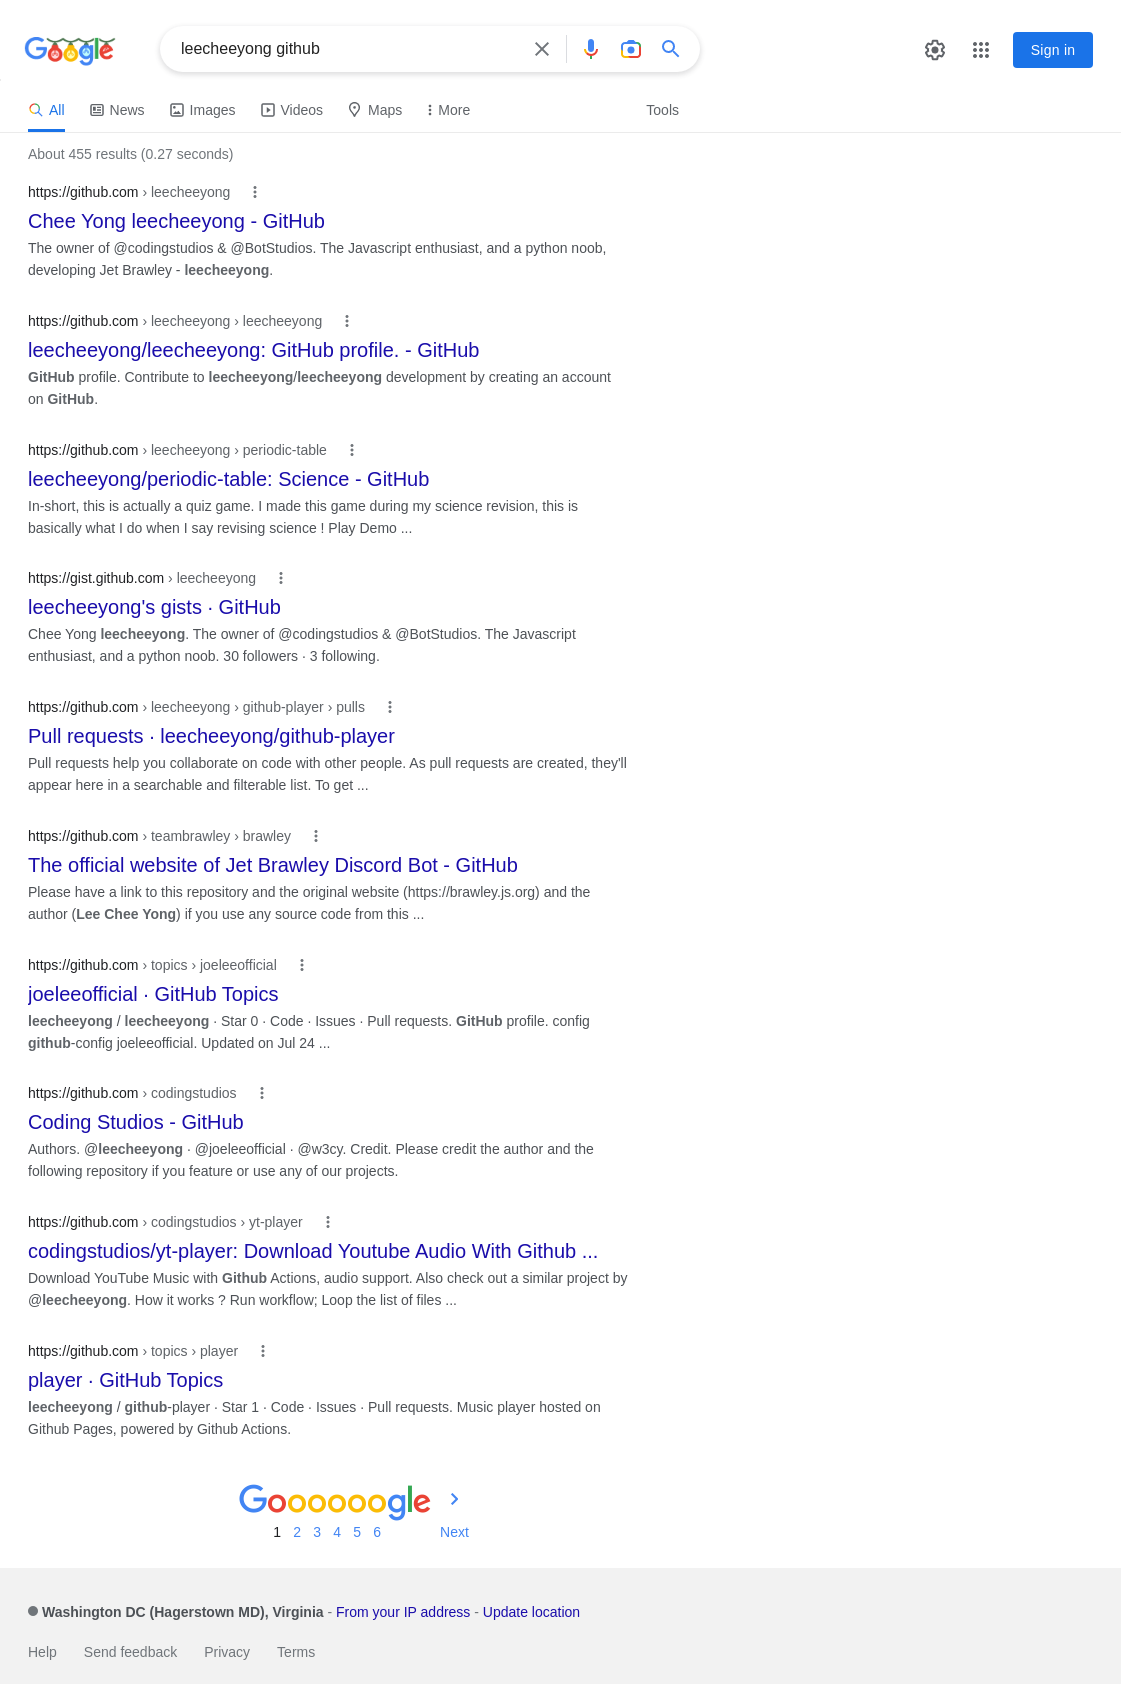 Google
leecheeyong github
Sign in
All News Images Videos Maps More Tools
About 455 results (0.27 seconds)
https://github.com › leecheeyong
Chee Yong leecheeyong - GitHub
The owner of @codingstudios & @BotStudios. The Javascript enthusiast, and a python noob,
developing Jet Brawley - leecheeyong.
https://github.com › leecheeyong › leecheeyong
leecheeyong/leecheeyong: GitHub profile. - GitHub
GitHub profile. Contribute to leecheeyong/leecheeyong development by creating an account
on GitHub.
https://github.com › leecheeyong › periodic-table
leecheeyong/periodic-table: Science - GitHub
In-short, this is actually a quiz game. I made this game during my science revision, this is
basically what I do when I say revising science ! Play Demo ...
https://gist.github.com › leecheeyong
leecheeyong's gists · GitHub
Chee Yong leecheeyong. The owner of @codingstudios & @BotStudios. The Javascript
enthusiast, and a python noob. 30 followers · 3 following.
https://github.com › leecheeyong › github-player › pulls
Pull requests · leecheeyong/github-player
Pull requests help you collaborate on code with other people. As pull requests are created, they'll
appear here in a searchable and filterable list. To get ...
https://github.com › teambrawley › brawley
The official website of Jet Brawley Discord Bot - GitHub
Please have a link to this repository and the original website (https://brawley.js.org) and the
author (Lee Chee Yong) if you use any source code from this ...
https://github.com › topics › joeleeofficial
joeleeofficial · GitHub Topics
leecheeyong / leecheeyong · Star 0 · Code · Issues · Pull requests. GitHub profile. config
github-config joeleeofficial. Updated on Jul 24 ...
https://github.com › codingstudios
Coding Studios - GitHub
Authors. @leecheeyong · @joeleeofficial · @w3cy. Credit. Please credit the author and the
following repository if you feature or use any of our projects.
https://github.com › codingstudios › yt-player
codingstudios/yt-player: Download Youtube Audio With Github ...
Download YouTube Music with Github Actions, audio support. Also check out a similar project by
@leecheeyong. How it works ? Run workflow; Loop the list of files ...
https://github.com › topics › player
player · GitHub Topics
leecheeyong / github-player · Star 1 · Code · Issues · Pull requests. Music player hosted on
Github Pages, powered by Github Actions.
Goooooogle
1 2 3 4 5 6 Next
Washington DC (Hagerstown MD), Virginia - From your IP address - Update location
Help Send feedback Privacy Terms